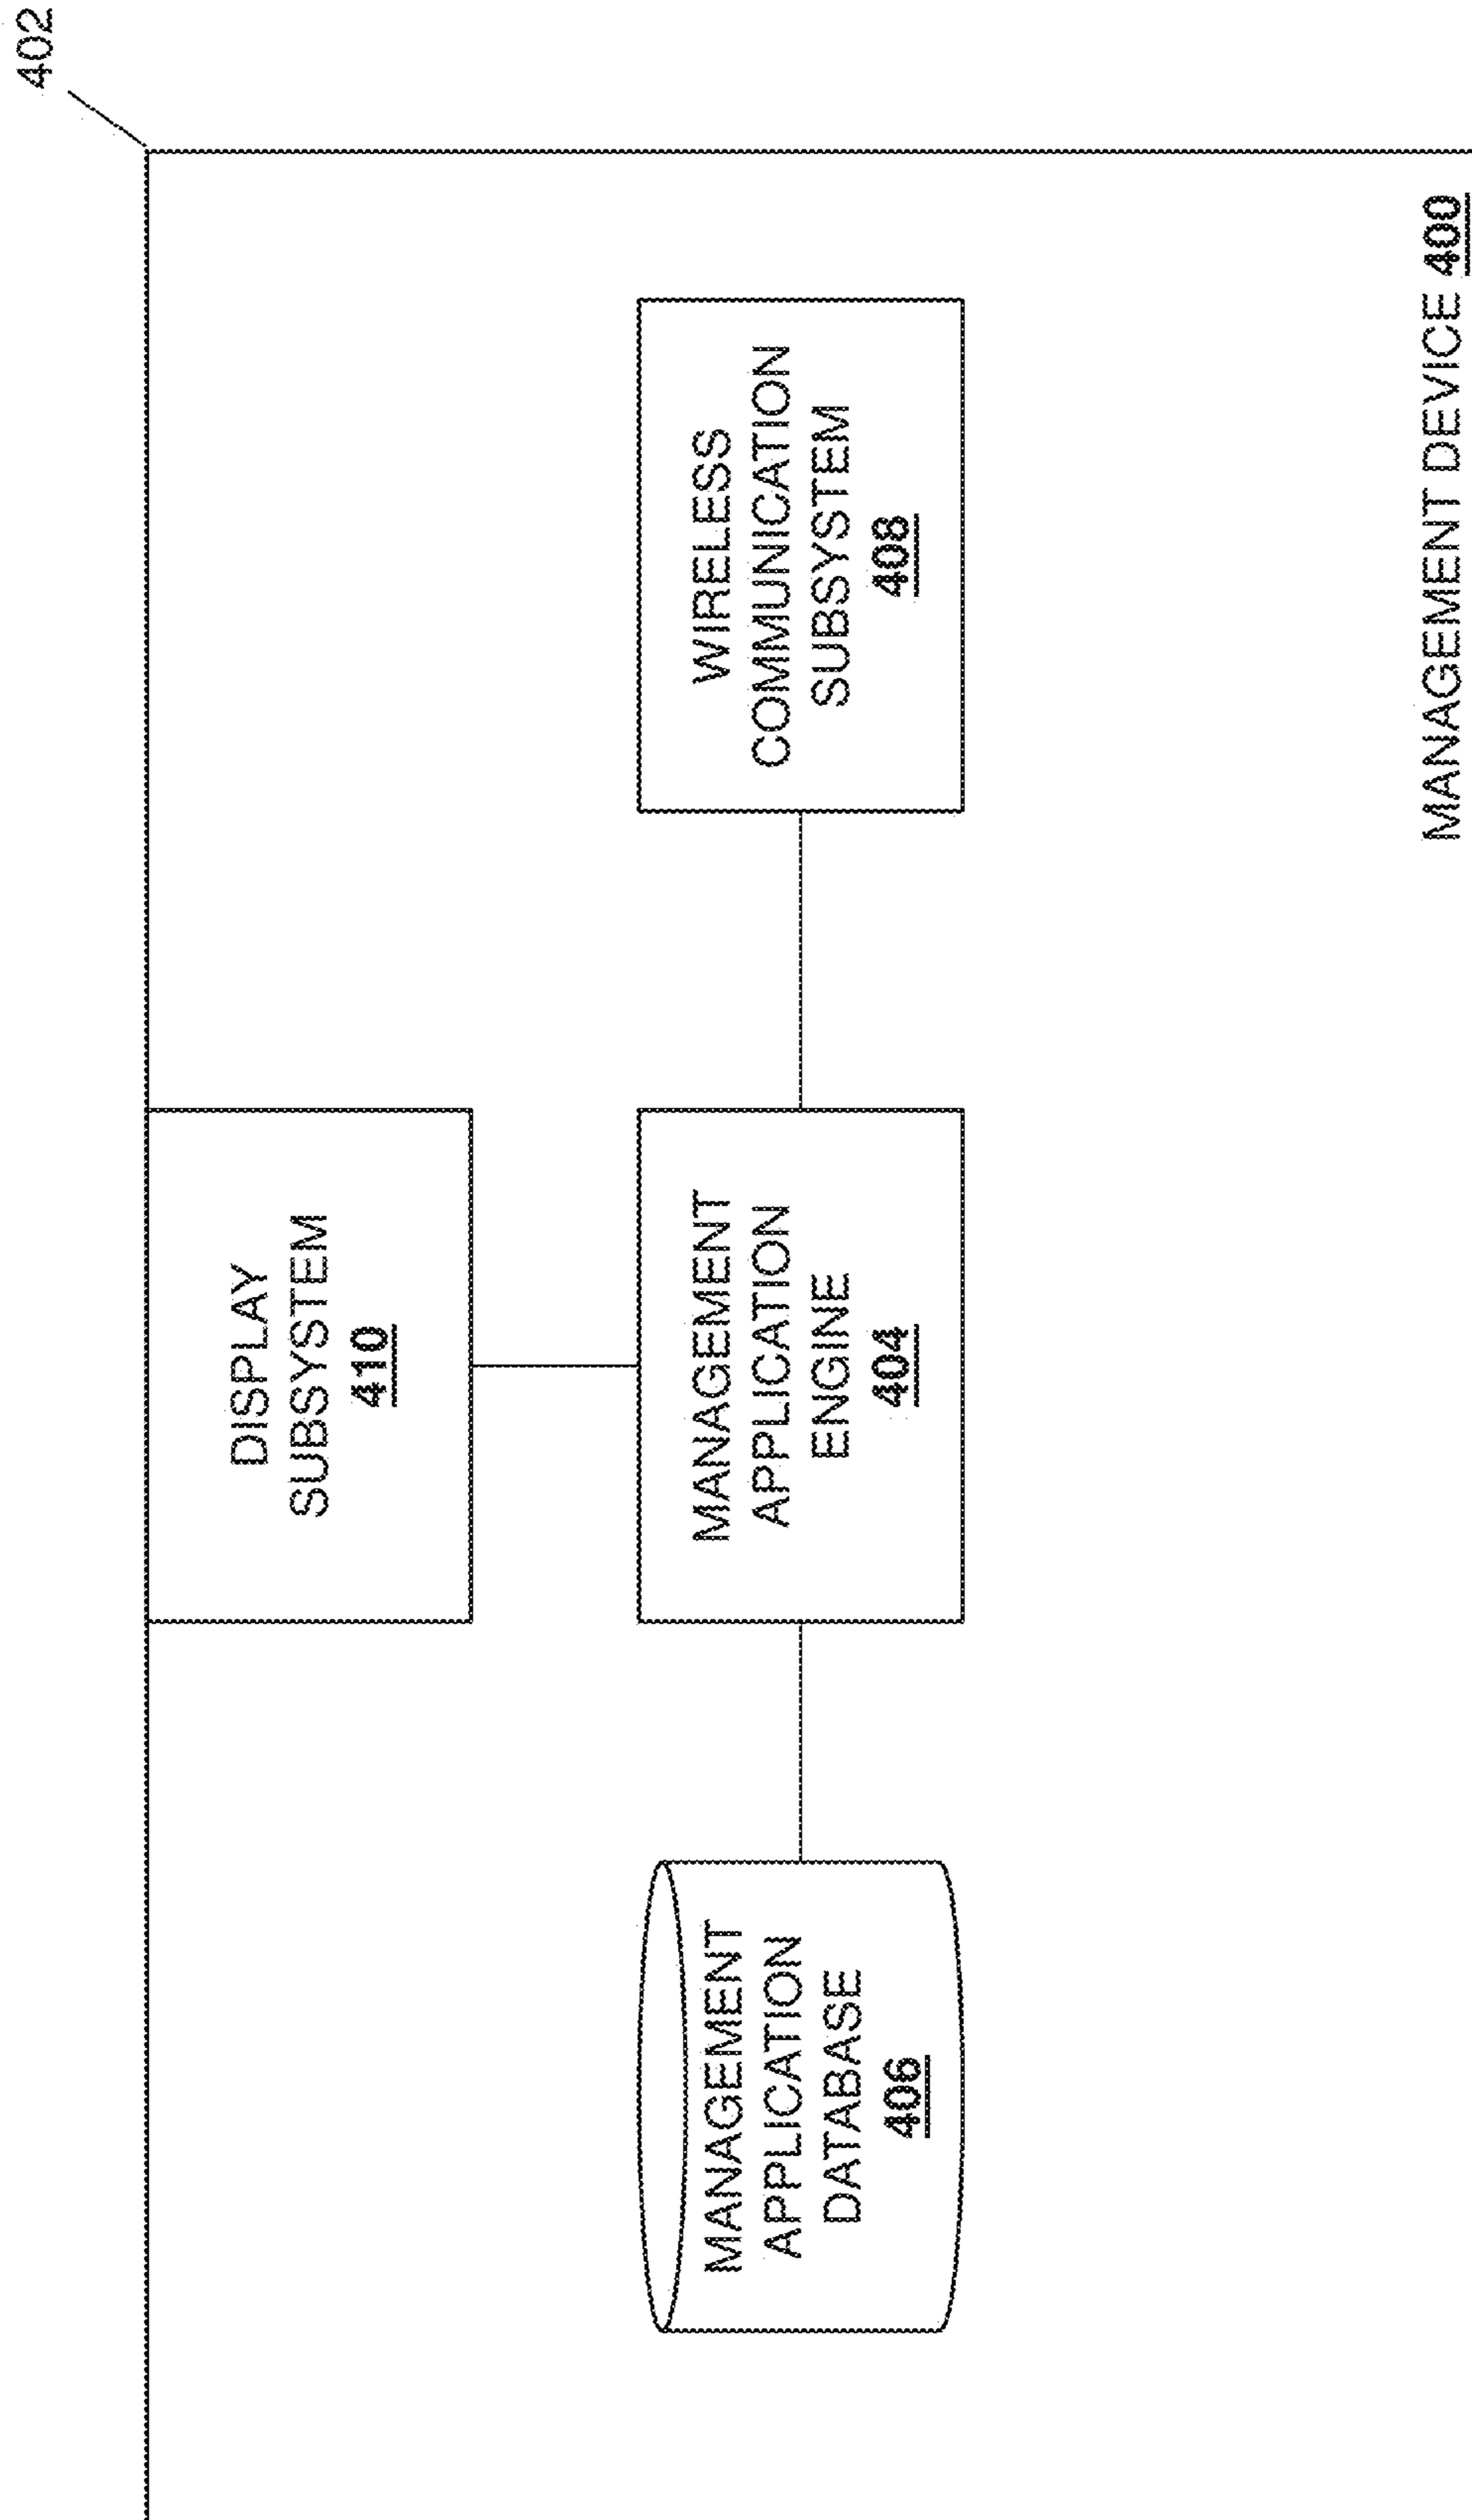 402
DISPLAY
SUBSYSTEM
410
MANAGEMENT
APPLICATION
DATABASE
406
MANAGEMENT
APPLICATION
ENGINE
404
WIRELESS
COMMUNICATION
SUBSYSTEM
408
MANAGEMENT DEVICE 400